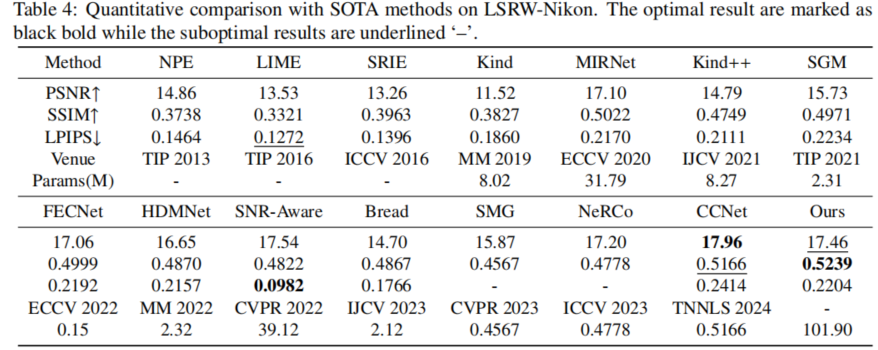 Table 4: Quantitative comparison with SOTA methods on LSRW-Nikon. The optimal result are marked as
black bold while the suboptimal results are underlined ‘–’.
Method NPE LIME SRIE Kind MIRNet Kind++ SGM
PSNR↑ 14.86 13.53 13.26 11.52 17.10 14.79 15.73
SSIM↑ 0.3738 0.3321 0.3963 0.3827 0.5022 0.4749 0.4971
LPIPS↓ 0.1464 0.1272 0.1396 0.1860 0.2170 0.2111 0.2234
Venue TIP 2013 TIP 2016 ICCV 2016 MM 2019 ECCV 2020 IJCV 2021 TIP 2021
Params(M) - - - 8.02 31.79 8.27 2.31
FECNet HDMNet SNR-Aware Bread SMG NeRCo CCNet Ours
17.06 16.65 17.54 14.70 15.87 17.20 17.96 17.46
0.4999 0.4870 0.4822 0.4867 0.4567 0.4778 0.5166 0.5239
0.2192 0.2157 0.0982 0.1766 - - 0.2414 0.2204
ECCV 2022 MM 2022 CVPR 2022 IJCV 2023 CVPR 2023 ICCV 2023 TNNLS 2024 -
0.15 2.32 39.12 2.12 0.4567 0.4778 0.5166 101.90